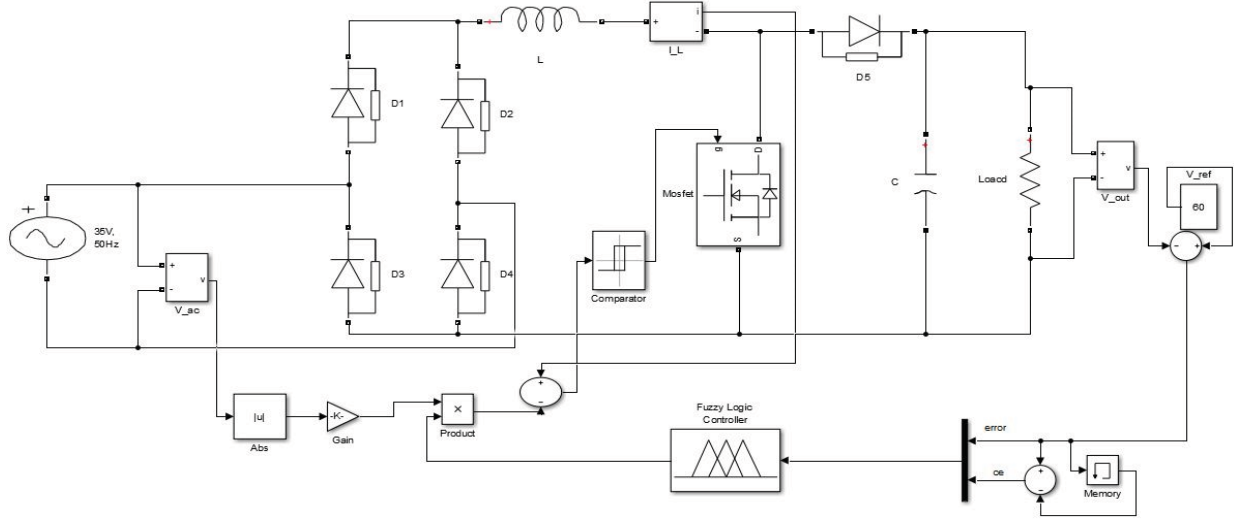 i
+
-
I_L
L
D5
D1
D2
g
D
Mosfet
S
C
Loacd
+
-
v
V_out
V_ref
60
-
+
+
35V,
50Hz
+
-
v
V_ac
D3
D4
Comparator
+
-
|u|
Abs
-K-
Gain
×
Product
Fuzzy Logic
Controller
error
ce
+
-
Memory